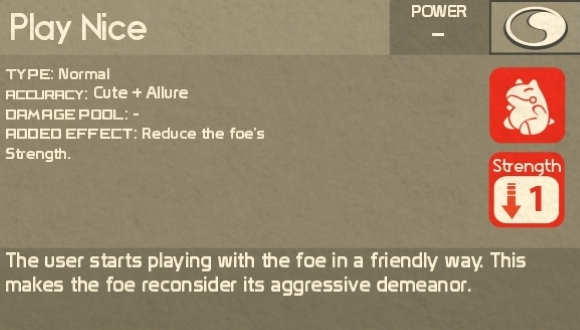 Play Nice
POWER
–
TYPE: Normal
ACCURACY: Cute + Allure
DAMAGE POOL: -
ADDED EFFECT: Reduce the foe's
Strength.
Strength
1
The user starts playing with the foe in a friendly way. This
makes the foe reconsider its aggressive demeanor.